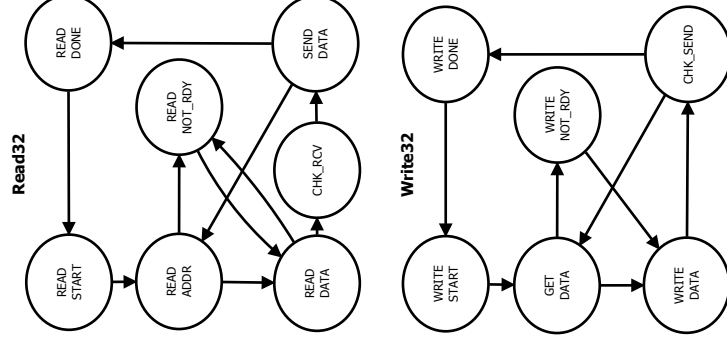 Read32
READ
START
READ
ADDR
READ
DATA
READ
NOT_RDY
CHK_RCV
READ
DONE
SEND
DATA
Write32
WRITE
START
GET
DATA
WRITE
DATA
WRITE
NOT_RDY
WRITE
DONE
CHK_SEND